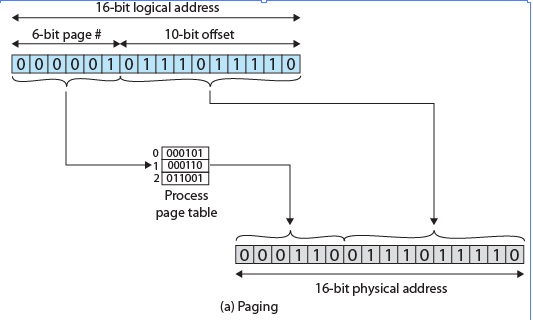 16-bit logical address
6-bit page # 10-bit offset
0 0 0 0 0 1 0 1 1 1 0 1 1 1 1 0
0 000101
1 000110
2 011001
Process
page table
0 0 0 1 1 0 0 1 1 1 0 1 1 1 1 0
16-bit physical address
(a) Paging